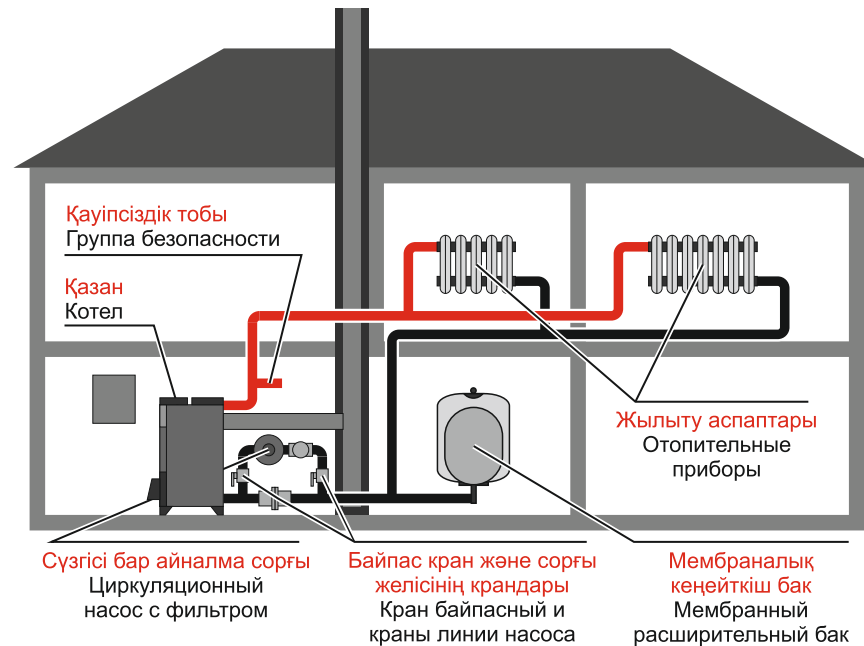 Қауіпсіздік тобы
Группа безопасности
Қазан
Котел
Жылыту аспаптары
Отопительные
приборы
Сүзгісі бар айналма сорғы
Циркуляционный
насос с фильтром
Байпас кран және сорғы
желісінің крандары
Кран байпасный и
краны линии насоса
Мембраналық
кеңейткіш бак
Мембранный
расширительный бак